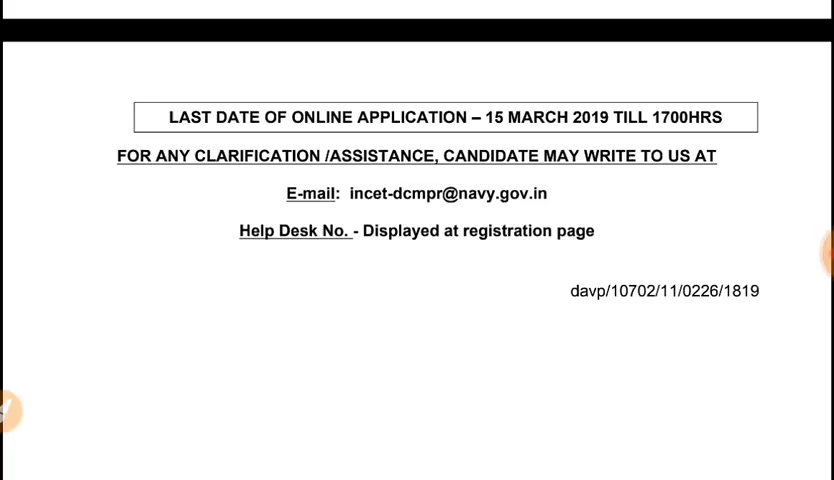 LAST DATE OF ONLINE APPLICATION – 15 MARCH 2019 TILL 1700HRS
FOR ANY CLARIFICATION /ASSISTANCE, CANDIDATE MAY WRITE TO US AT
E-mail: incet-dcmpr@navy.gov.in
Help Desk No. - Displayed at registration page
davp/10702/11/0226/1819